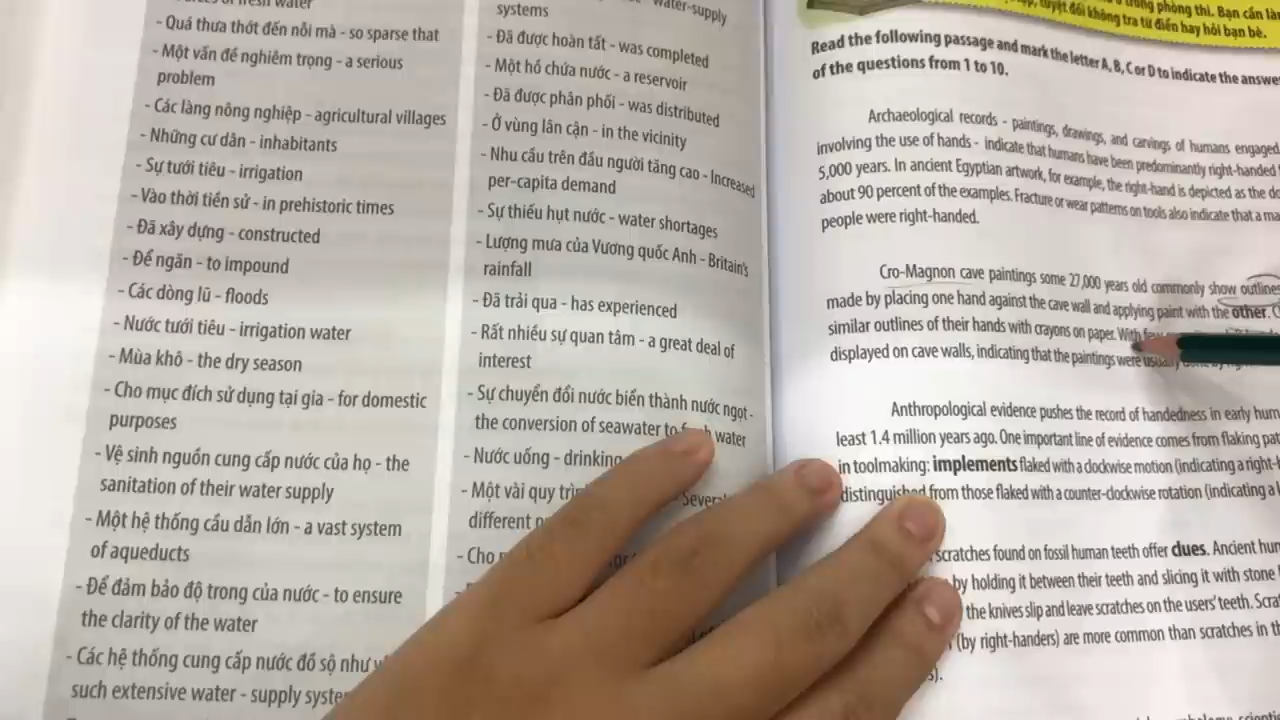 fresh water
- Quá thưa thớt đến nỗi mà - so sparse that
- Một vấn đề nghiêm trọng - a serious
problem
- Các làng nông nghiệp - agricultural villages
- Những cư dân - inhabitants
- Sự tưới tiêu - irrigation
- Vào thời tiền sử - in prehistoric times
- Đã xây dựng - constructed
- Để ngăn - to impound
- Các dòng lũ - floods
- Nước tưới tiêu - irrigation water
- Mùa khô - the dry season
- Cho mục đích sử dụng tại gia - for domestic
purposes
- Vệ sinh nguồn cung cấp nước của họ - the
sanitation of their water supply
- Một hệ thống cầu dẫn lớn - a vast system
of aqueducts
- Để đảm bảo độ trong của nước - to ensure
the clarity of the water
- Các hệ thống cung cấp nước đồ sộ như
such extensive water - supply
water-supply
systems
- Đã được hoàn tất - was completed
- Một hồ chứa nước - a reservoir
- Đã được phân phối - was distributed
- Ở vùng lân cận - in the vicinity
- Nhu cầu trên đầu người tăng cao - Increased
per-capita demand
- Sự thiếu hụt nước - water shortages
- Lượng mưa của Vương quốc Anh - Britain's
rainfall
- Đã trải qua - has experienced
- Rất nhiều sự quan tâm - a great deal of
interest
- Sự chuyển đổi nước biển thành nước ngọt -
the conversion of seawater to water
- Nước uống - drinking
- Một vài quy Several
different
- Cho
trong phòng thi. Bạn cần
tuyệt đối không tra từ điển hay hỏi bạn bè.
Read the following passage and mark the letter A, B, C or D to indicate the
of the questions from 1 to 10.
Archaeological records - paintings, drawings, and carvings of humans engaged
involving the use of hands - indicate that humans have been predominantly right-handed
5,000 years. In ancient Egyptian artwork, for example, the right-hand is depicted as the
about 90 percent of the examples. Fracture or wear patterns on tools also indicate that a
people were right-handed.
Cro-Magnon cave paintings some 27,000 years old commonly show outlines
made by placing one hand against the cave wall and applying paint with the other.
similar outlines of their hands with crayons on paper. With
displayed on cave walls, indicating that the paintings were
Anthropological evidence pushes the record of handedness in early
least 1.4 million years ago. One important line of evidence comes from flaking
in toolmaking: implements flaked with a clockwise motion (indicating a
distinguished from those flaked with a counter-clockwise rotation (indicating a
scratches found on fossil human teeth offer clues. Ancient
by holding it between their teeth and slicing it with stone
the knives slip and leave scratches on the users' teeth.
(by right-handers) are more common than scratches in